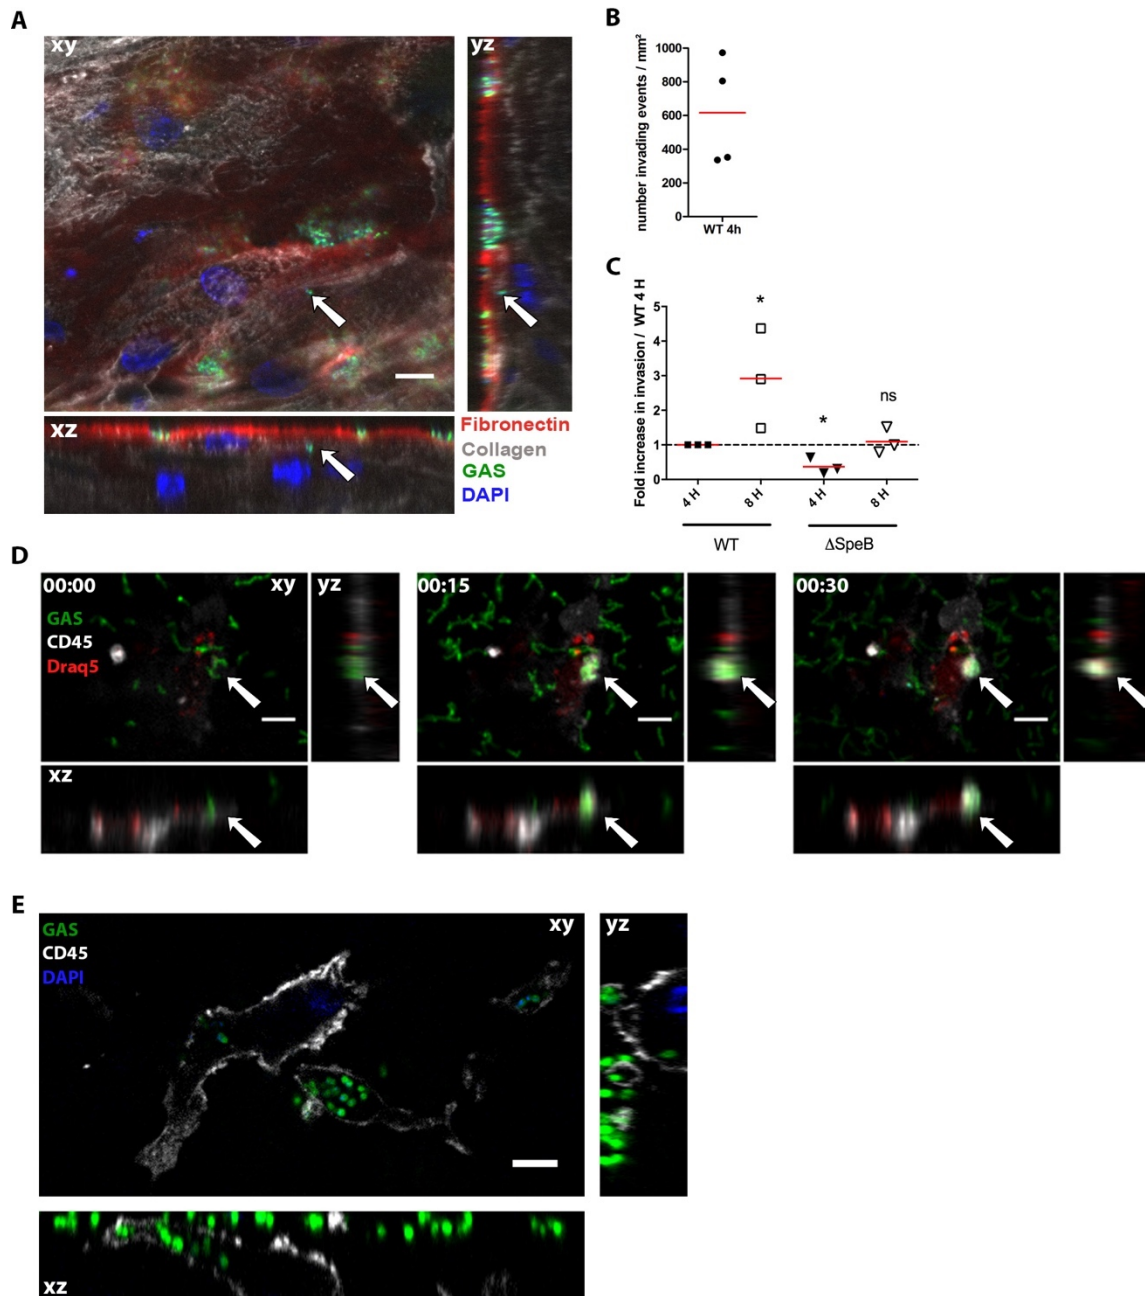 A
xy
yz
xz
Fibronectin
Collagen
GAS
DAPI
B
number invading events / mm²
1000
800
600
400
200
0
WT 4h
C
Fold increase in invasion / WT 4 H
5
4
3
2
1
0
*
*
ns
4 H
8 H
4 H
8 H
WT
ΔSpeB
D
00:00
xy
yz
GAS
CD45
Draq5
xz
00:15
00:30
E
GAS
CD45
DAPI
xy
yz
xz